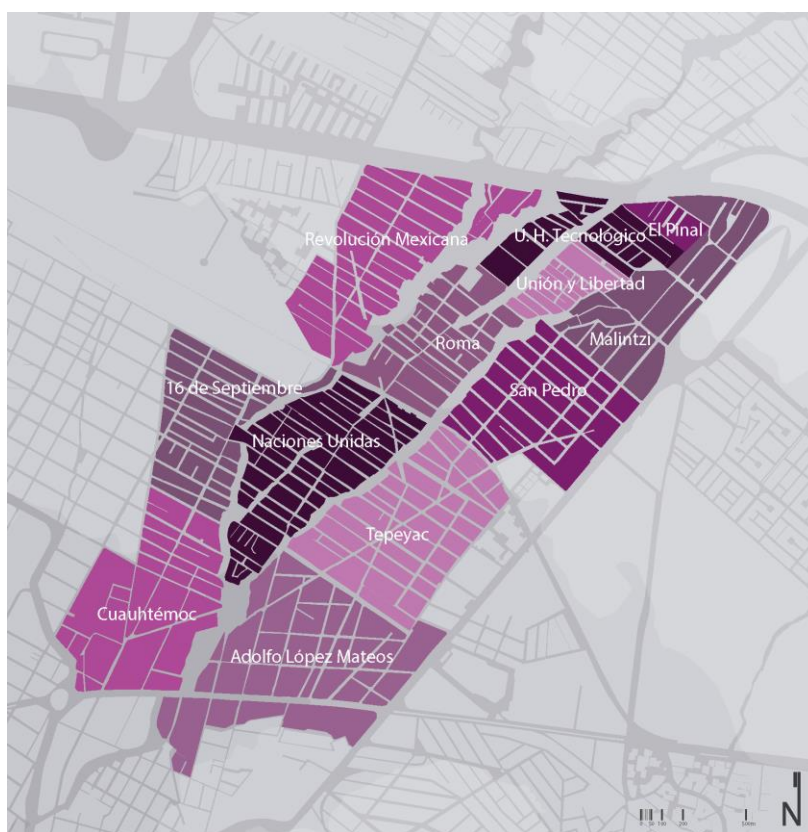 Revolución Mexicana
U. H. Tecnológico
El Pinal
Unión y Libertad
Roma
Malintzi
16 de Septiembre
San Pedro
Naciones Unidas
Tepeyac
Cuauhtémoc
Adolfo López Mateos
N